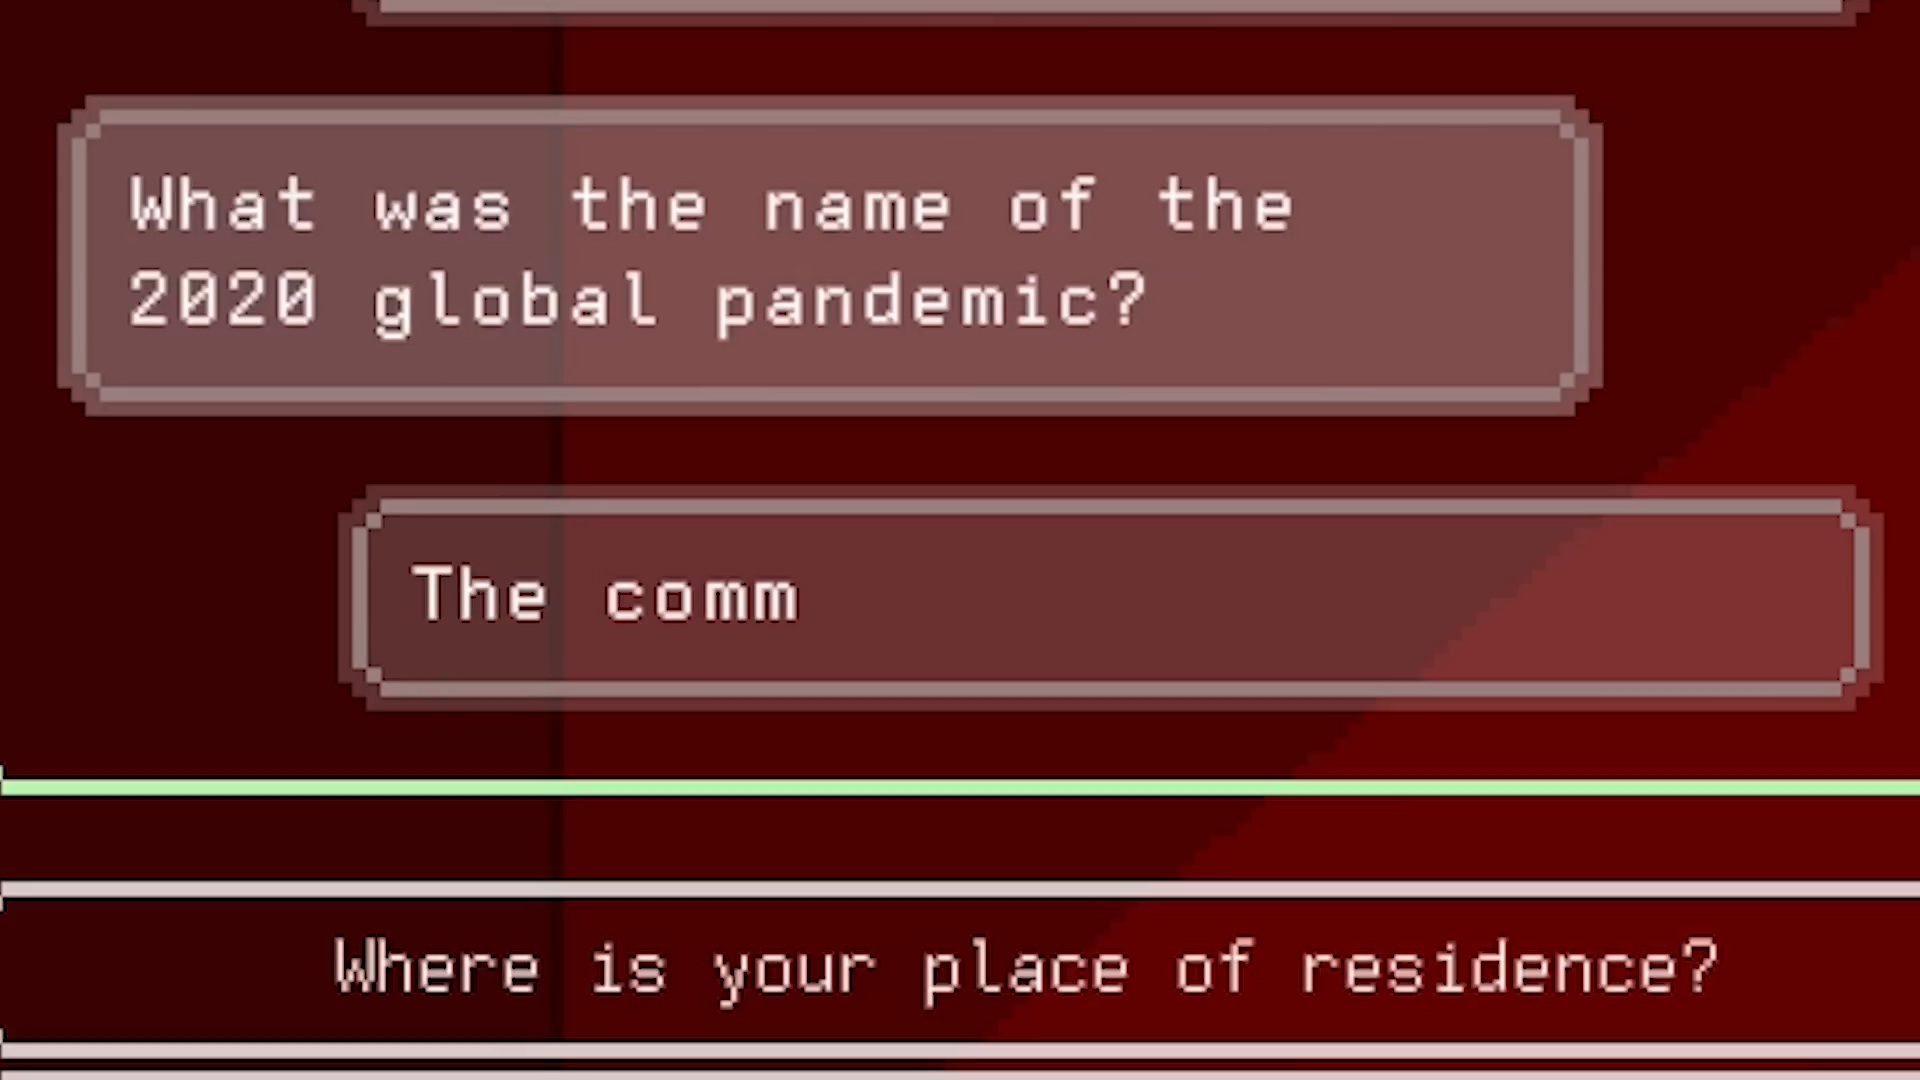 What was the name of the
2020 global pandemic?
The comm
Where is your place of residence?